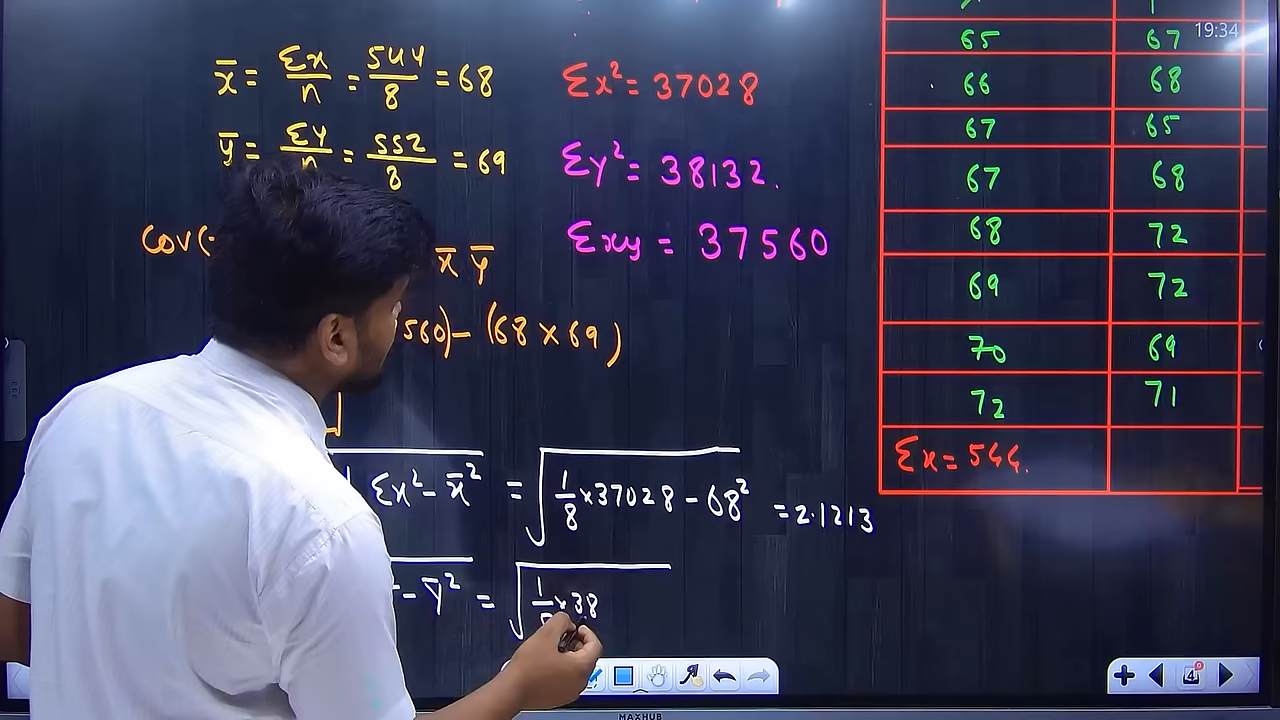 x̄ = Σx/n = 544/8 = 68
ȳ = Σy/n = 552/8 = 69
Σx² = 37028
Σy² = 38132.
Σxy = 37560
cov(
x̄ ȳ
560) - (68 × 69)
Σx² - x̄² = √(1/8 × 37028 - 68²) = 2.1213
- ȳ² = √(1/ × 38
19:34
65 67
66 68
67 65
67 68
68 72
69 72
70 69
72 71
Σx = 544.
4
MAXHUB